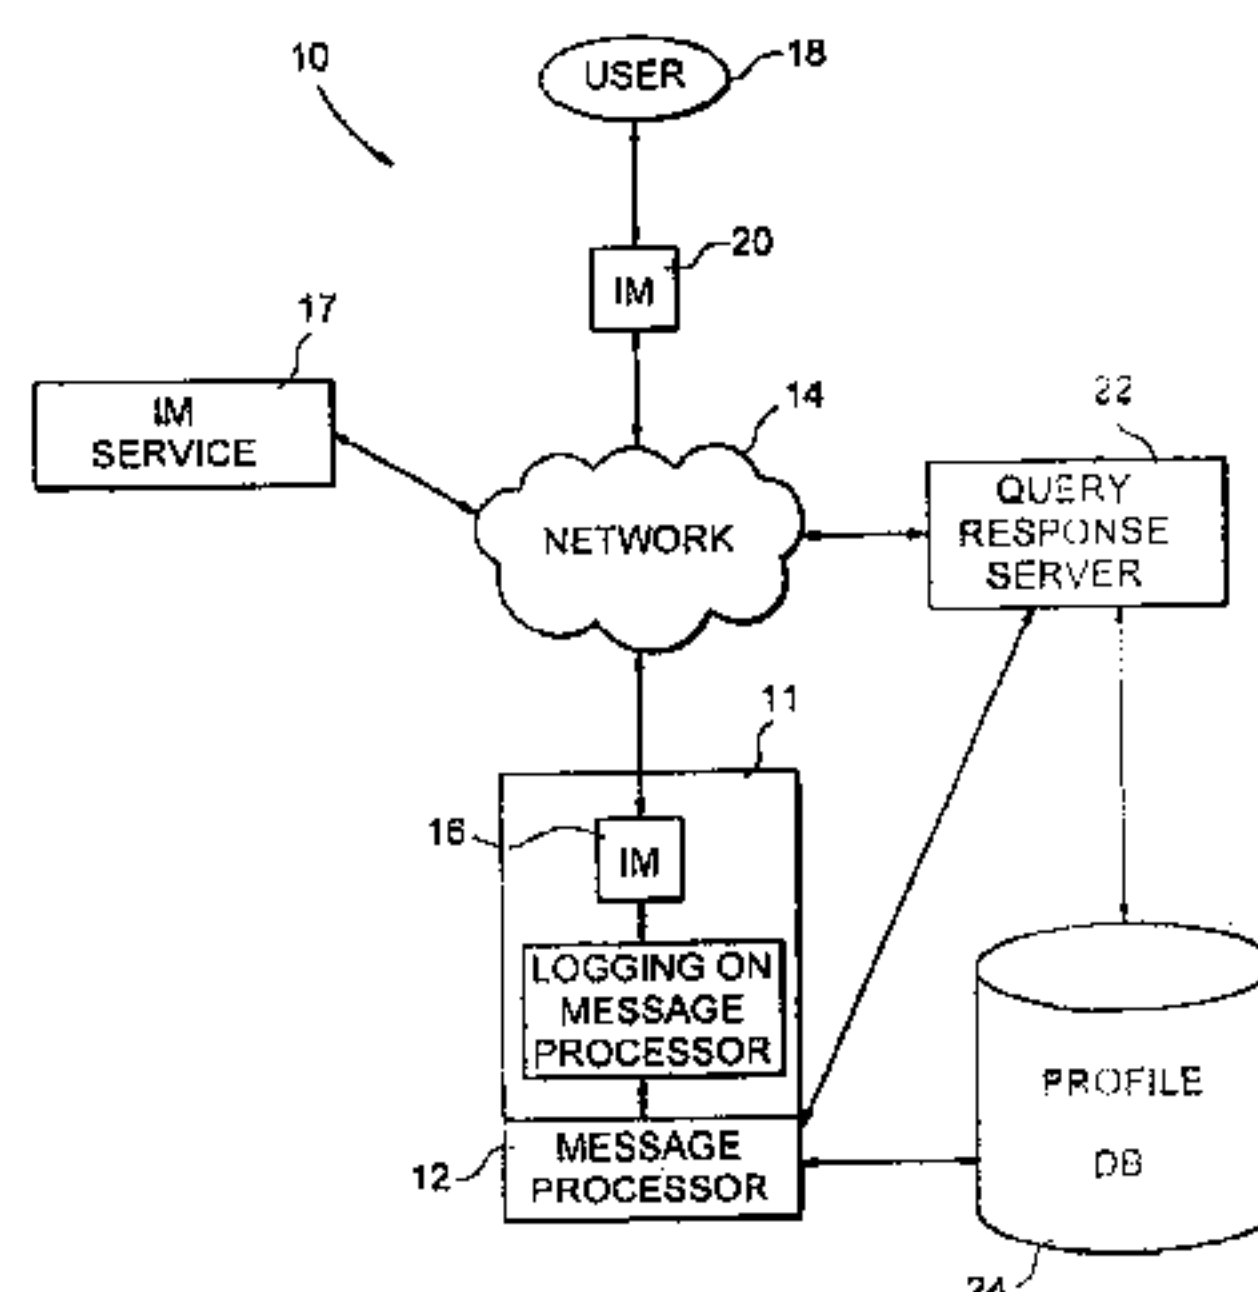 10
USER
18
20
IM
17
IM
SERVICE
14
22
NETWORK
QUERY
RESPONSE
SERVER
11
16
IM
LOGGING ON
MESSAGE
PROCESSOR
MESSAGE
PROCESSOR
12
PROFILE
DB
24